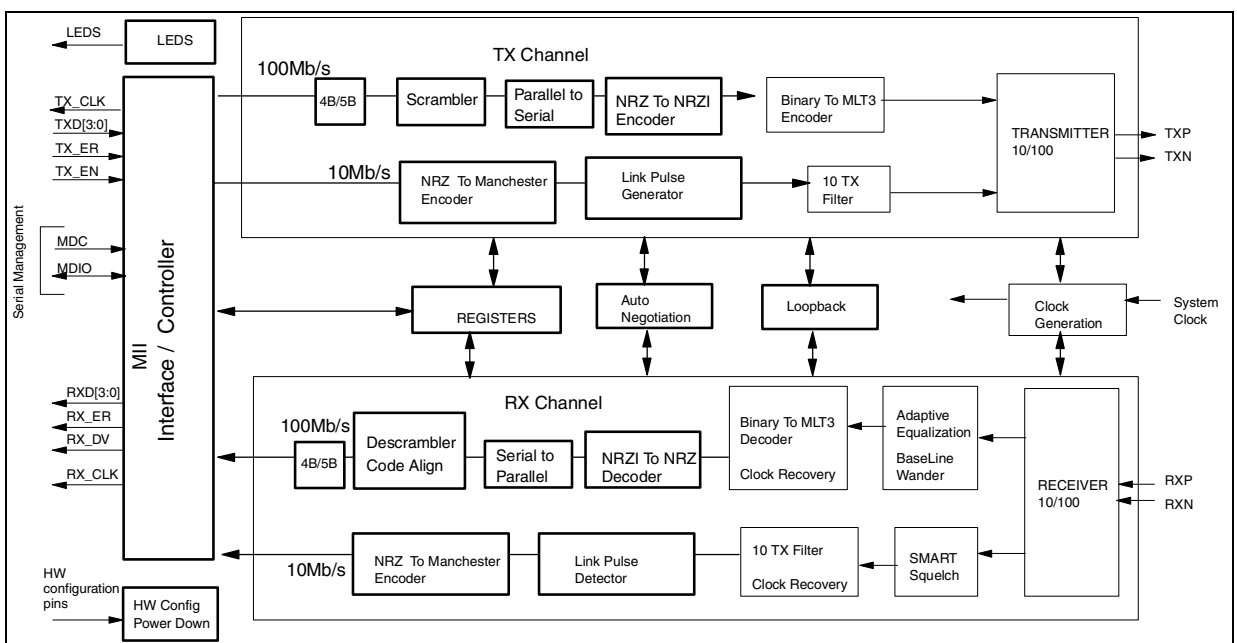 LEDS
LEDS
TX Channel
100Mb/s
4B/5B
Scrambler
Parallel to
Serial
NRZ To NRZI
Encoder
Binary To MLT3
Encoder
TRANSMITTER
10/100
TXP
TXN
TX_CLK
TXD[3:0]
TX_ER
TX_EN
10Mb/s
NRZ To Manchester
Encoder
Link Pulse
Generator
10 TX
Filter
Serial Management
MDC
MDIO
MII
Interface / Controller
REGISTERS
Auto
Negotiation
Loopback
Clock
Generation
System
Clock
RX Channel
RXD[3:0]
RX_ER
RX_DV
RX_CLK
100Mb/s
4B/5B
Descrambler
Code Align
Serial to
Parallel
NRZI To NRZ
Decoder
Binary To MLT3
Decoder
Clock Recovery
Adaptive
Equalization
BaseLine
Wander
RECEIVER
10/100
RXP
RXN
10Mb/s
NRZ To Manchester
Encoder
Link Pulse
Detector
10 TX Filter
Clock Recovery
SMART
Squelch
HW
configuration
pins
HW Config
Power Down